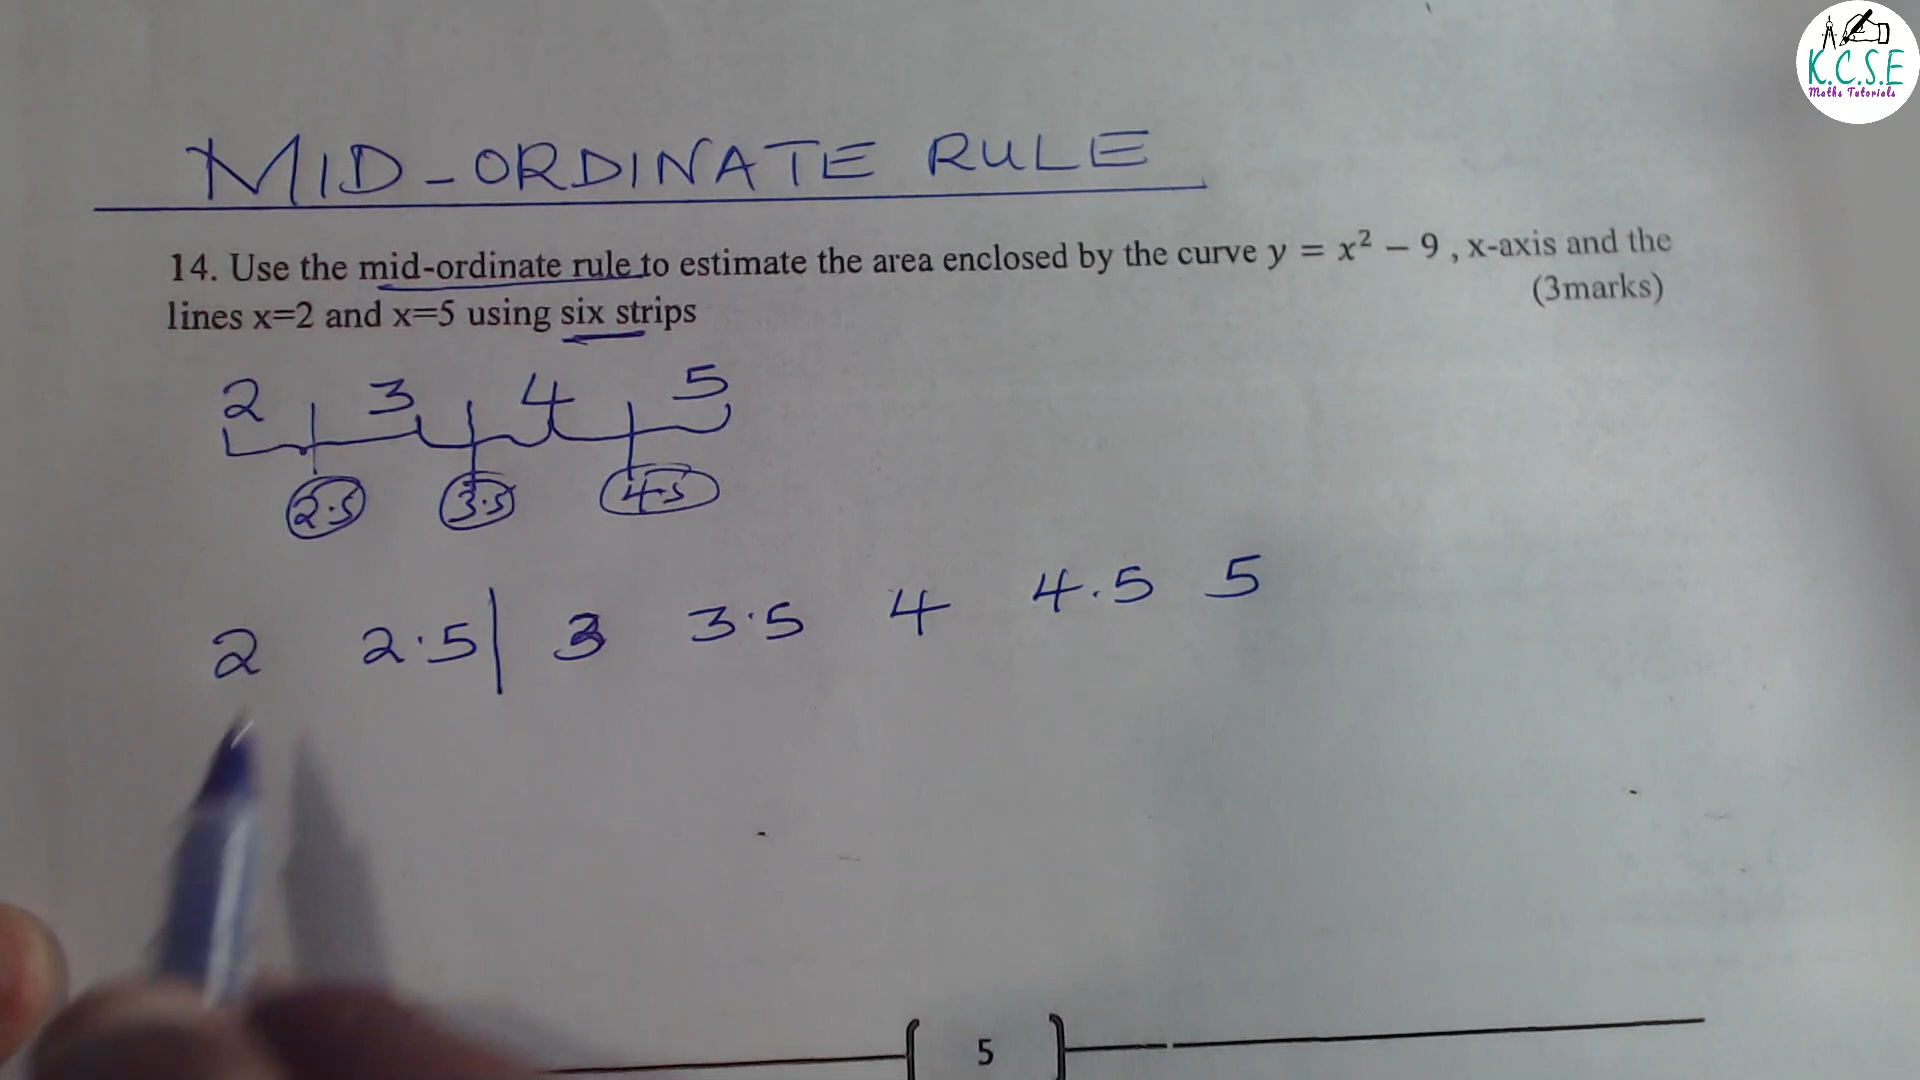 K.C.S.E
Maths Tutorials
MID-ORDINATE RULE
14. Use the mid-ordinate rule to estimate the area enclosed by the curve y = x² − 9 , x-axis and the
lines x=2 and x=5 using six strips
(3marks)
2 3 4 5
2.5 3.5 4.5
2 2.5 3 3.5 4 4.5 5
5